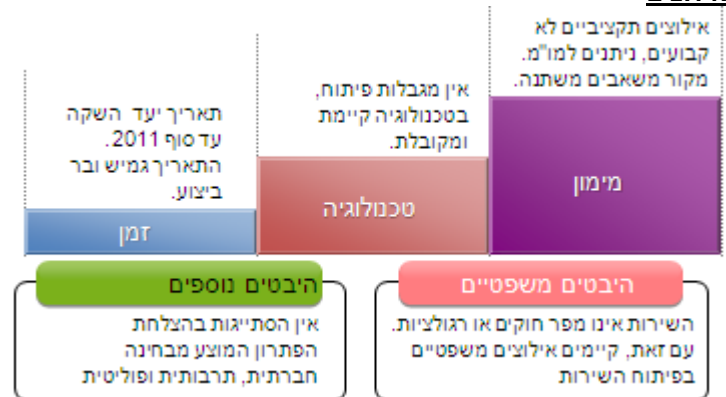 אילוצים תקציביים לא
קבועים, ניתנים למו"מ.
מקור משאבים משתנה.
מימון
אין מגבלות פיתוח,
בטכנולוגיה קיימת
ומקובלת.
טכנולוגיה
תאריך יעד השקה
עד סוף 2011.
התאריך גמיש ובר
ביצוע.
זמן
היבטים משפטיים
השירות אינו מפר חוקים או רגולציות.
עם זאת, קיימים אילוצים משפטיים
בפיתוח השירות
היבטים נוספים
אין הסתייגות בהצלחת
הפתרון המוצע מבחינה
חברתית, תרבותית ופוליטית